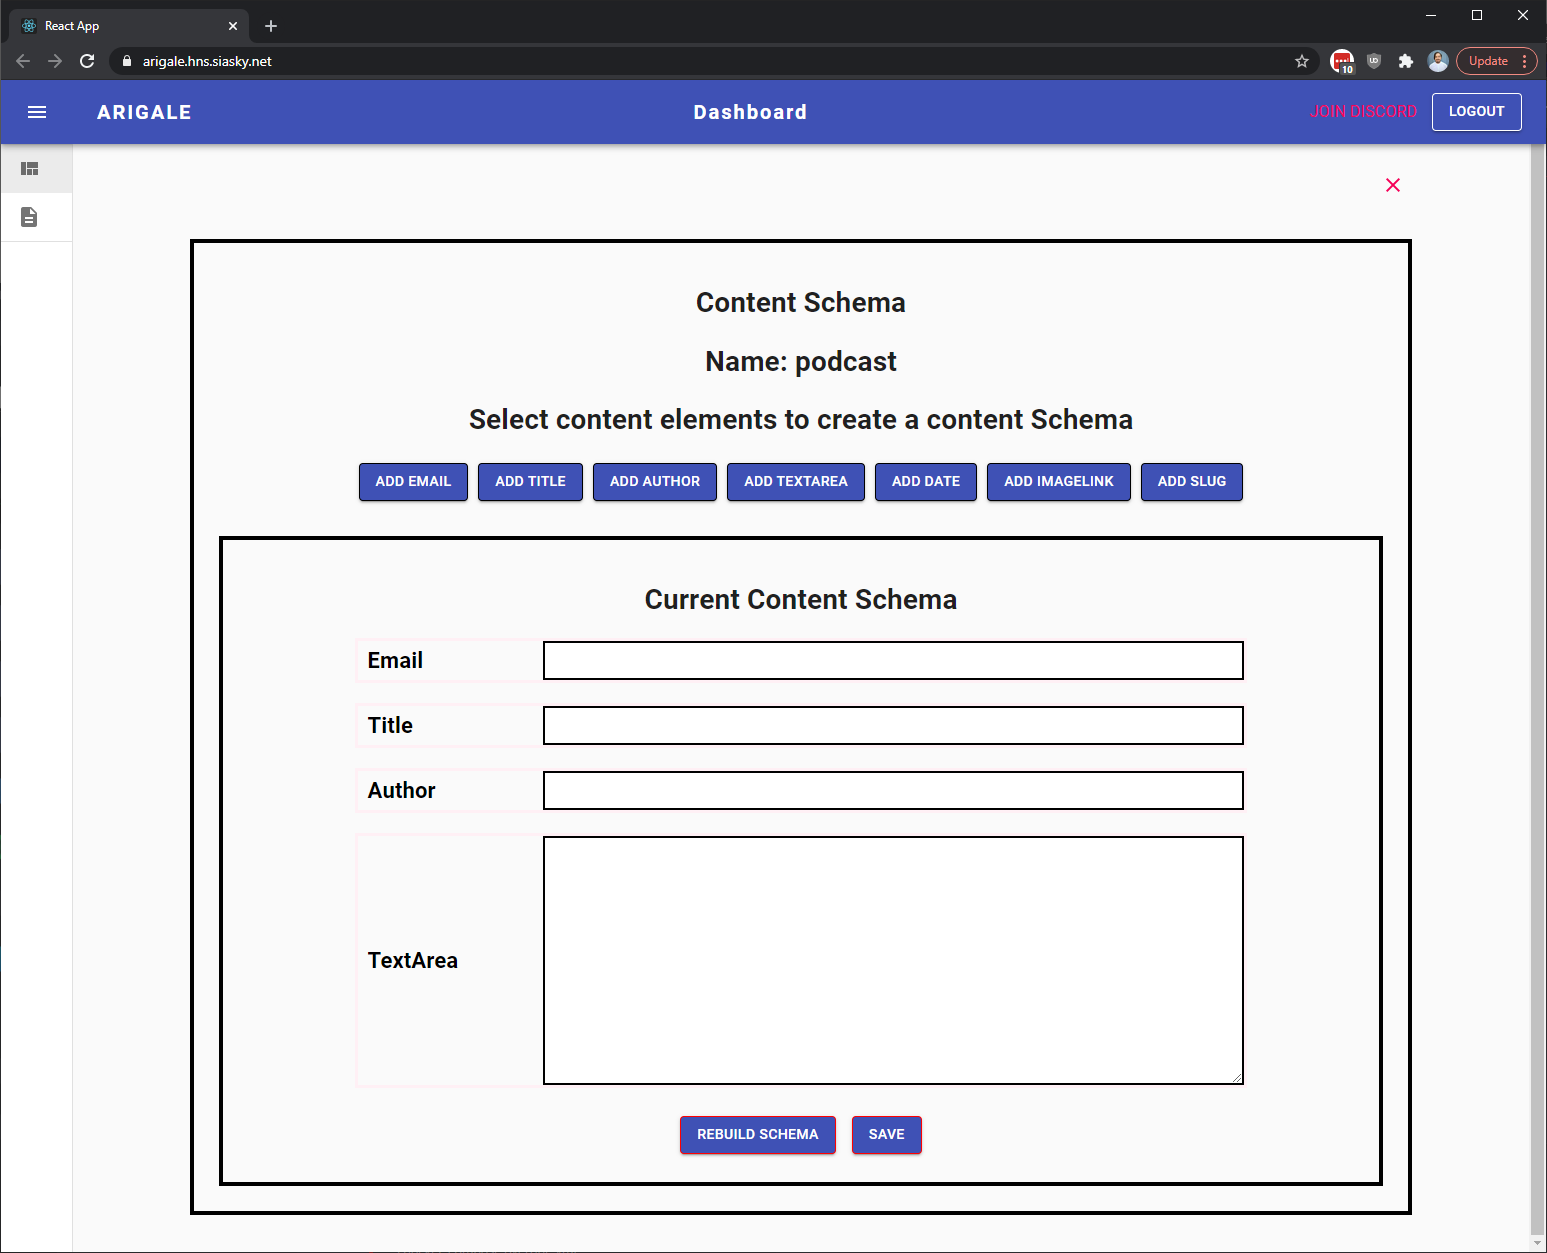 React App
arigale.hns.siasky.net
10
Update
ARIGALE
Dashboard
JOIN DISCORD
LOGOUT
Content Schema
Name: podcast
Select content elements to create a content Schema
ADD EMAIL ADD TITLE ADD AUTHOR ADD TEXTAREA ADD DATE ADD IMAGELINK ADD SLUG
Current Content Schema
Email
Title
Author
TextArea
REBUILD SCHEMA SAVE